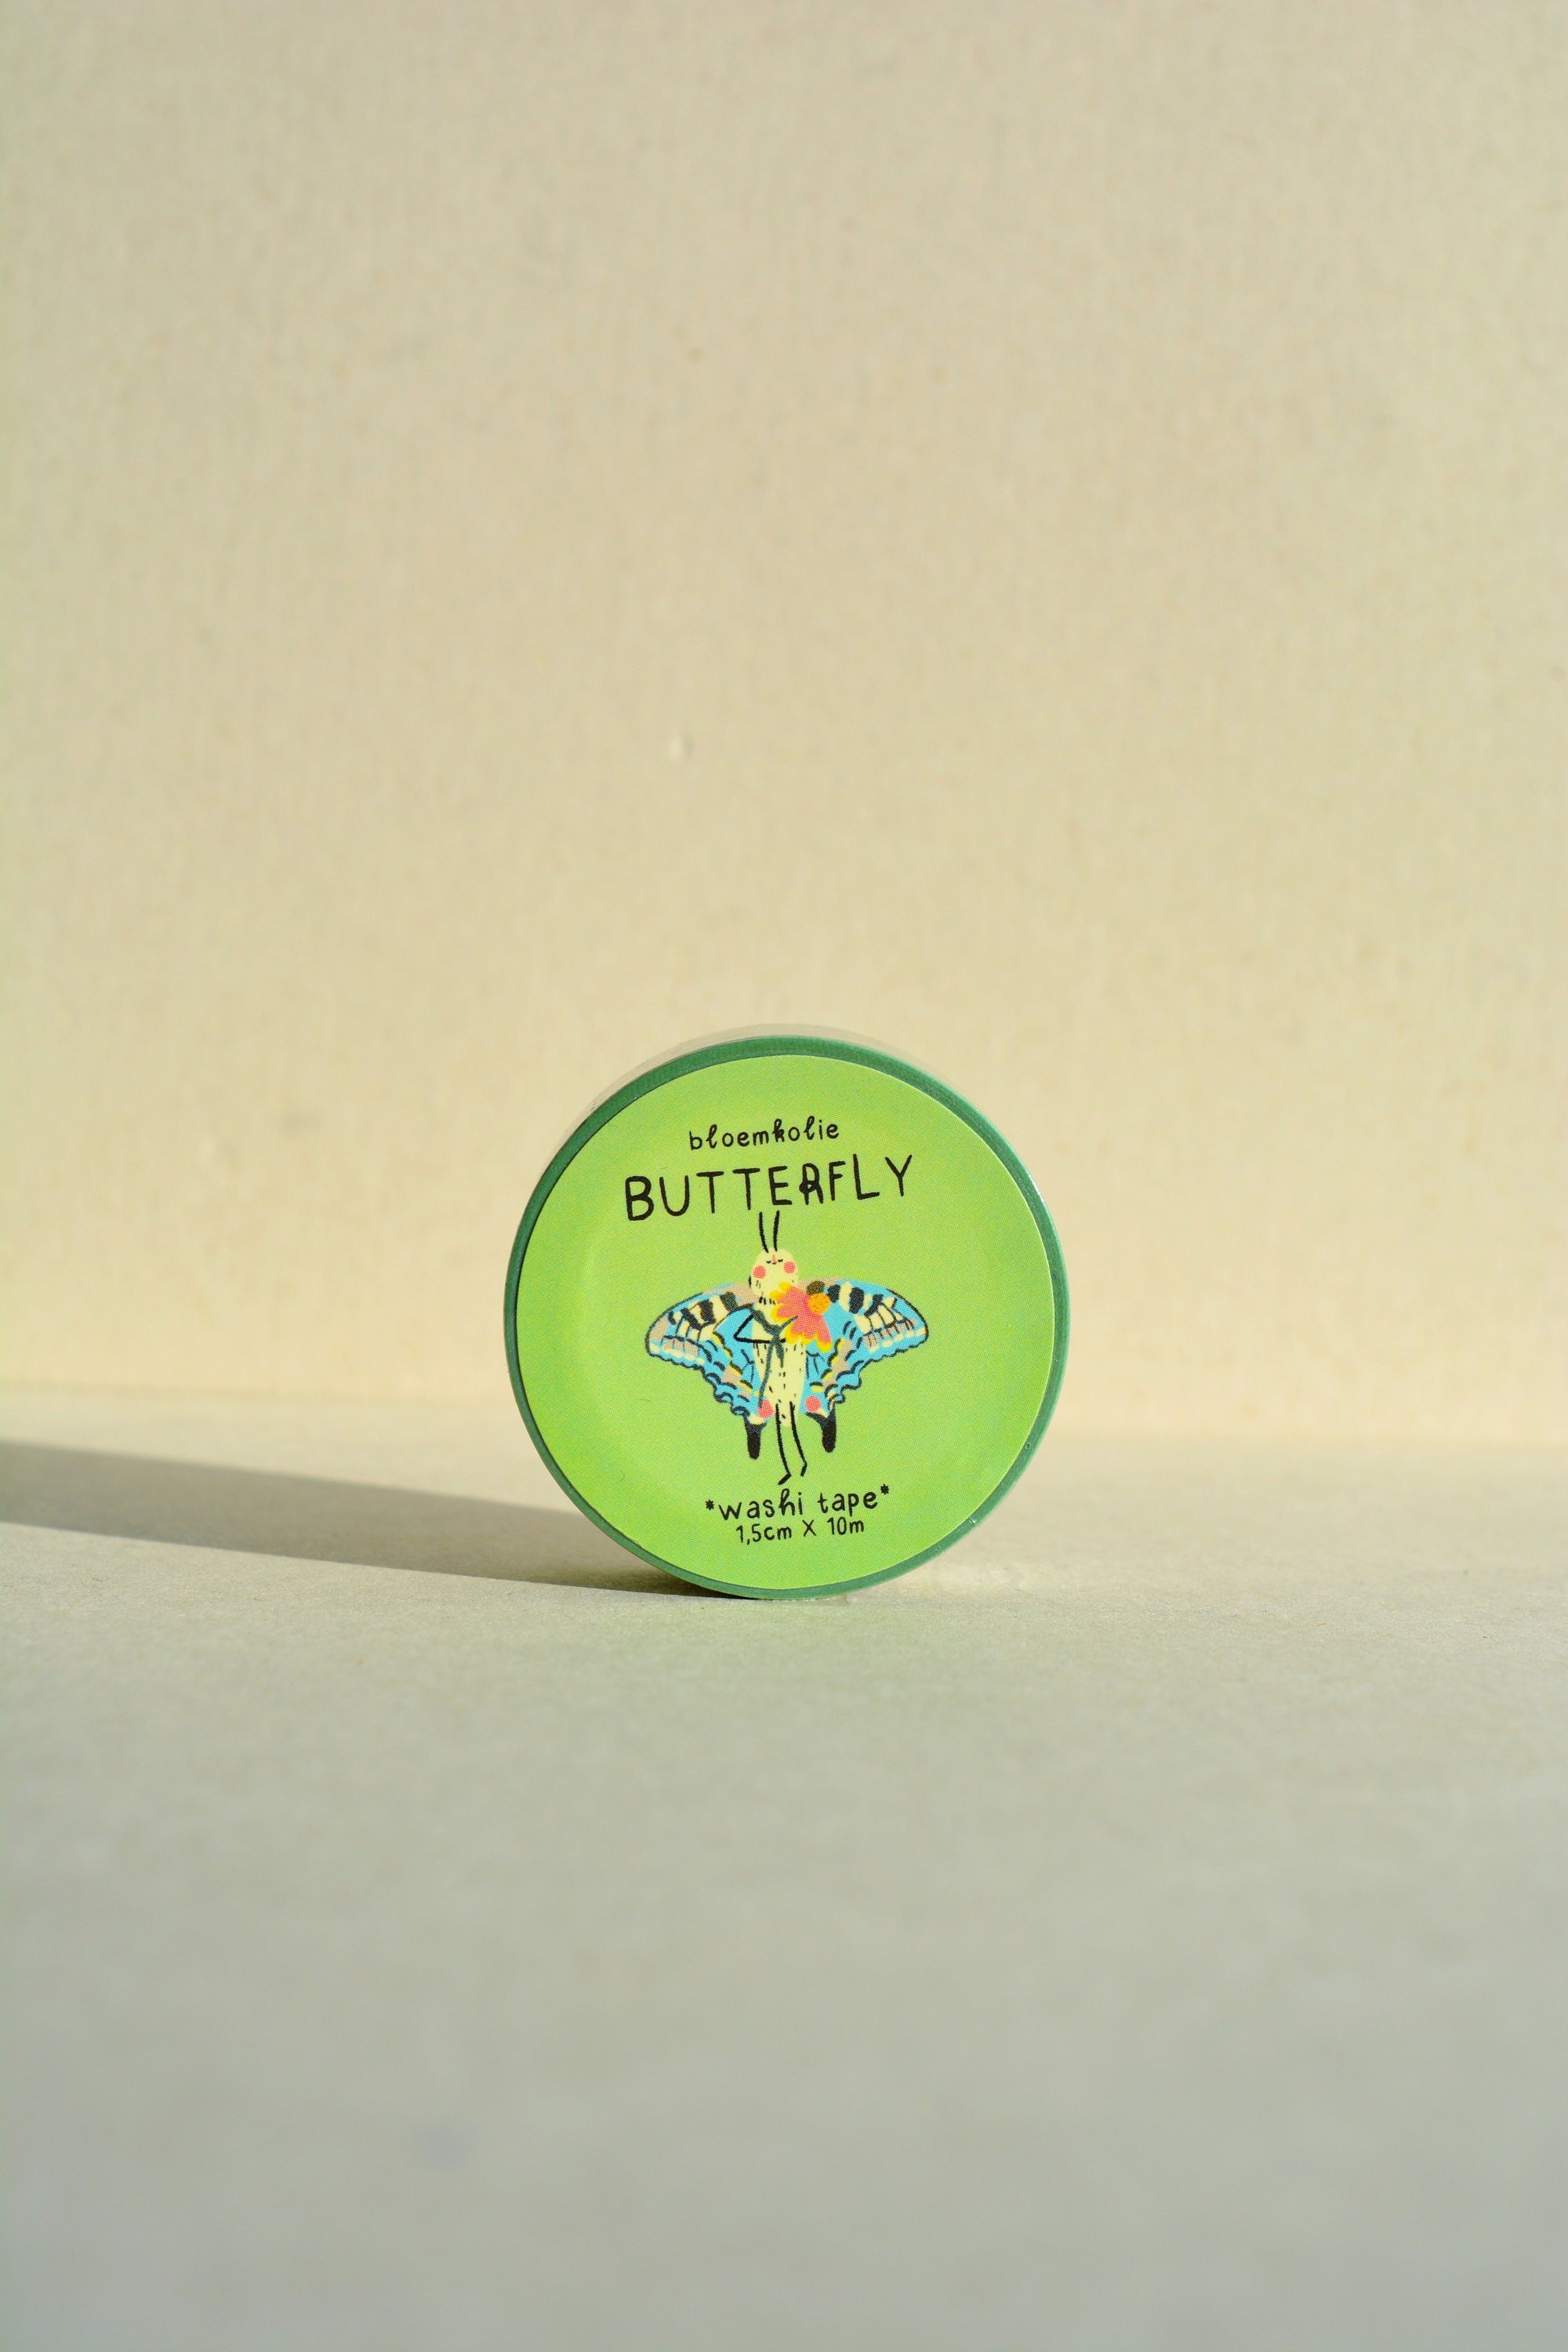 bloemkolie
BUTTERFLY
*washi tape*
1,5cm X 10m